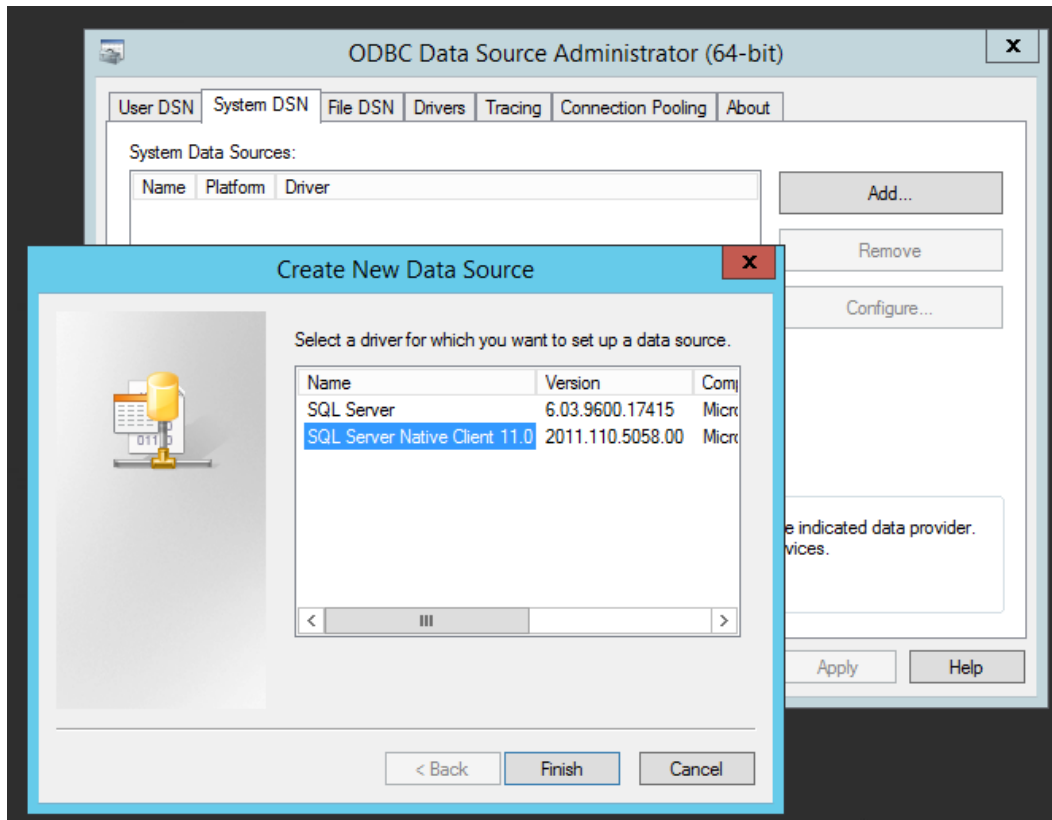 ODBC Data Source Administrator (64-bit)
x
User DSN System DSN File DSN Drivers Tracing Connection Pooling About
System Data Sources:
Name Platform Driver
Add...
Remove
Configure...
Create New Data Source
x
Select a driver for which you want to set up a data source.
Name Version
SQL Server 6.03.9600.17415
SQL Server Native Client 11.0 2011.110.5058.00
indicated data provider.
< Back Finish Cancel
Apply Help